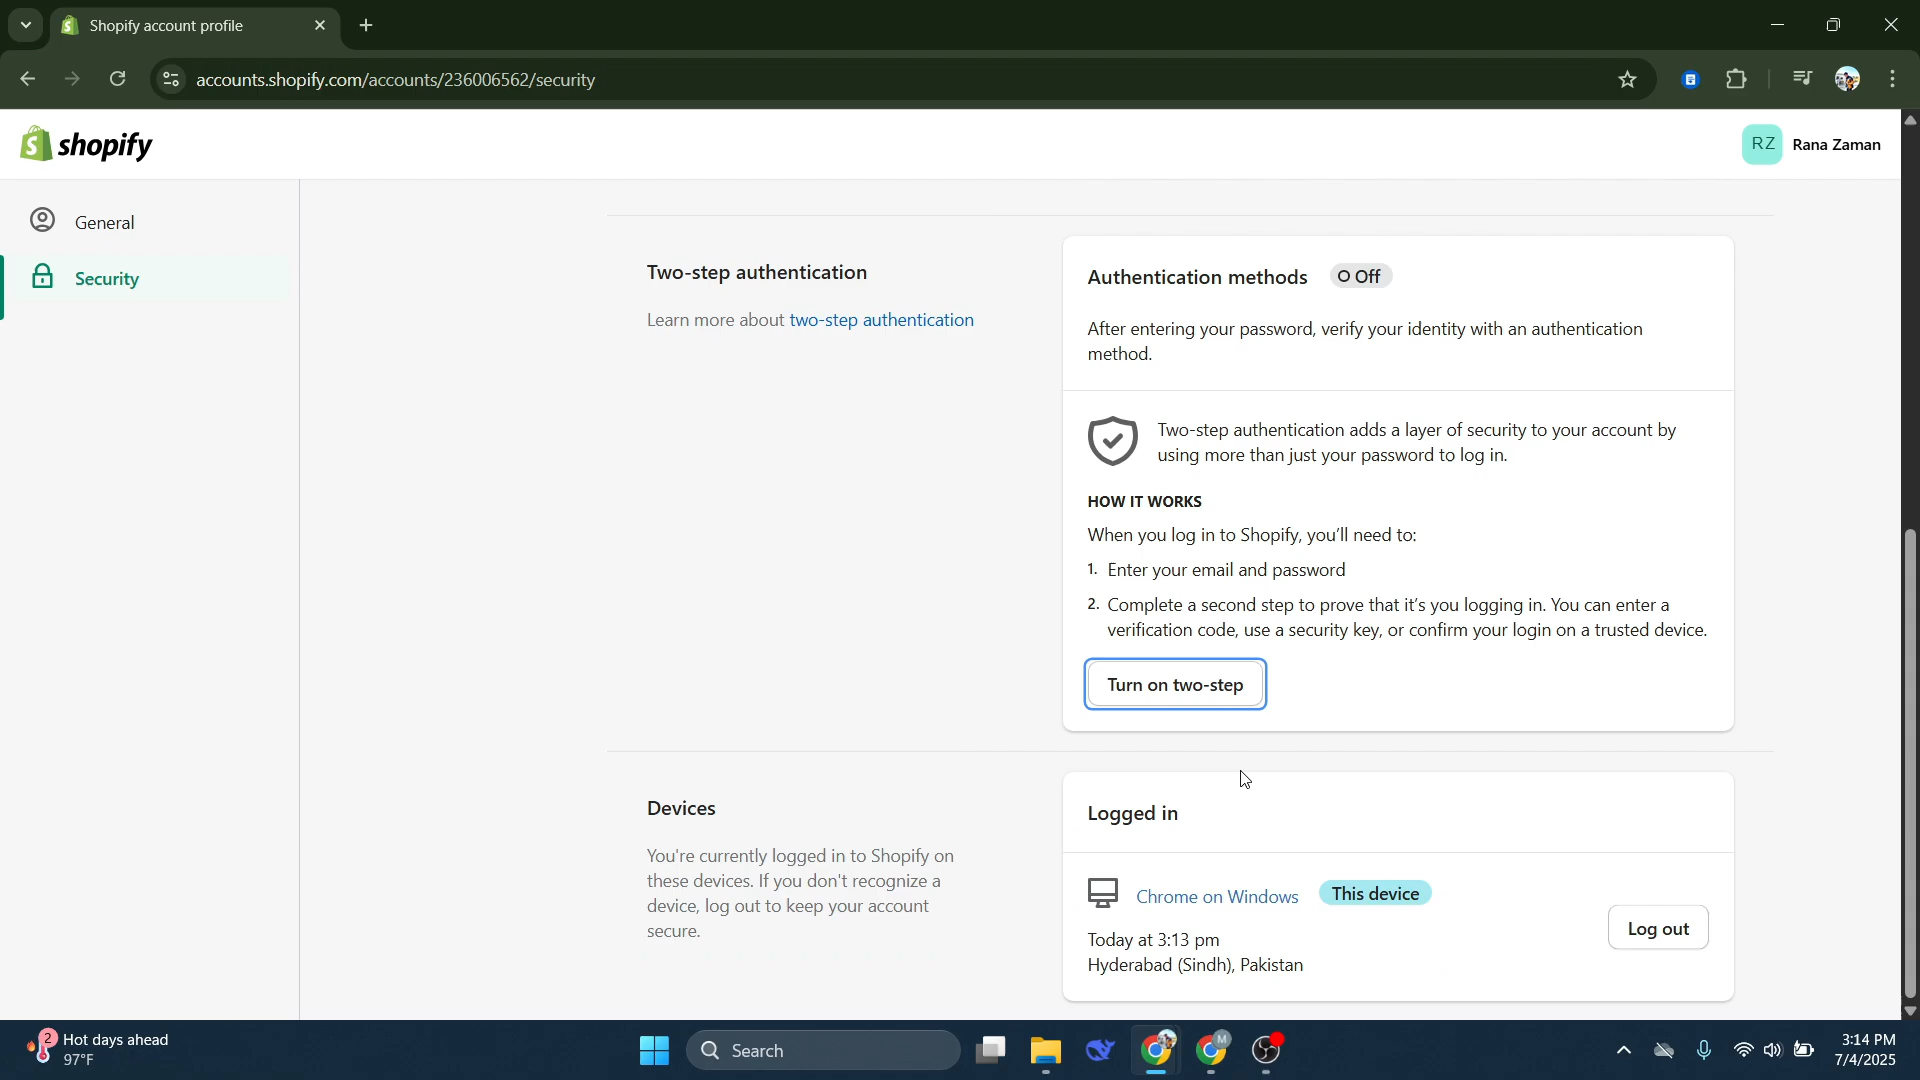 Shopify account profile
accounts.shopify.com/accounts/236006562/security
shopify
RZ Rana Zaman
General
Security
Two-step authentication
Learn more about two-step authentication
Authentication methods Off
After entering your password, verify your identity with an authentication
method.
Two-step authentication adds a layer of security to your account by
using more than just your password to log in.
HOW IT WORKS
When you log in to Shopify, you'll need to:
1. Enter your email and password
2. Complete a second step to prove that it's you logging in. You can enter a
verification code, use a security key, or confirm your login on a trusted device.
Turn on two-step
Devices
You're currently logged in to Shopify on
these devices. If you don't recognize a
device, log out to keep your account
secure.
Logged in
Chrome on Windows This device
Today at 3:13 pm
Hyderabad (Sindh), Pakistan
Log out
2
Hot days ahead
97°F
Search
M
3:14 PM
7/4/2025